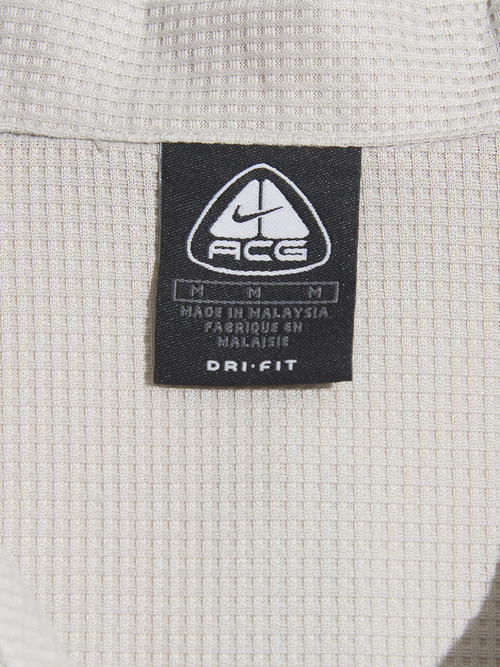 ACG
M M M
MADE IN MALAYSIA
FABRIQUE EN
MALAISIE
DRI·FIT